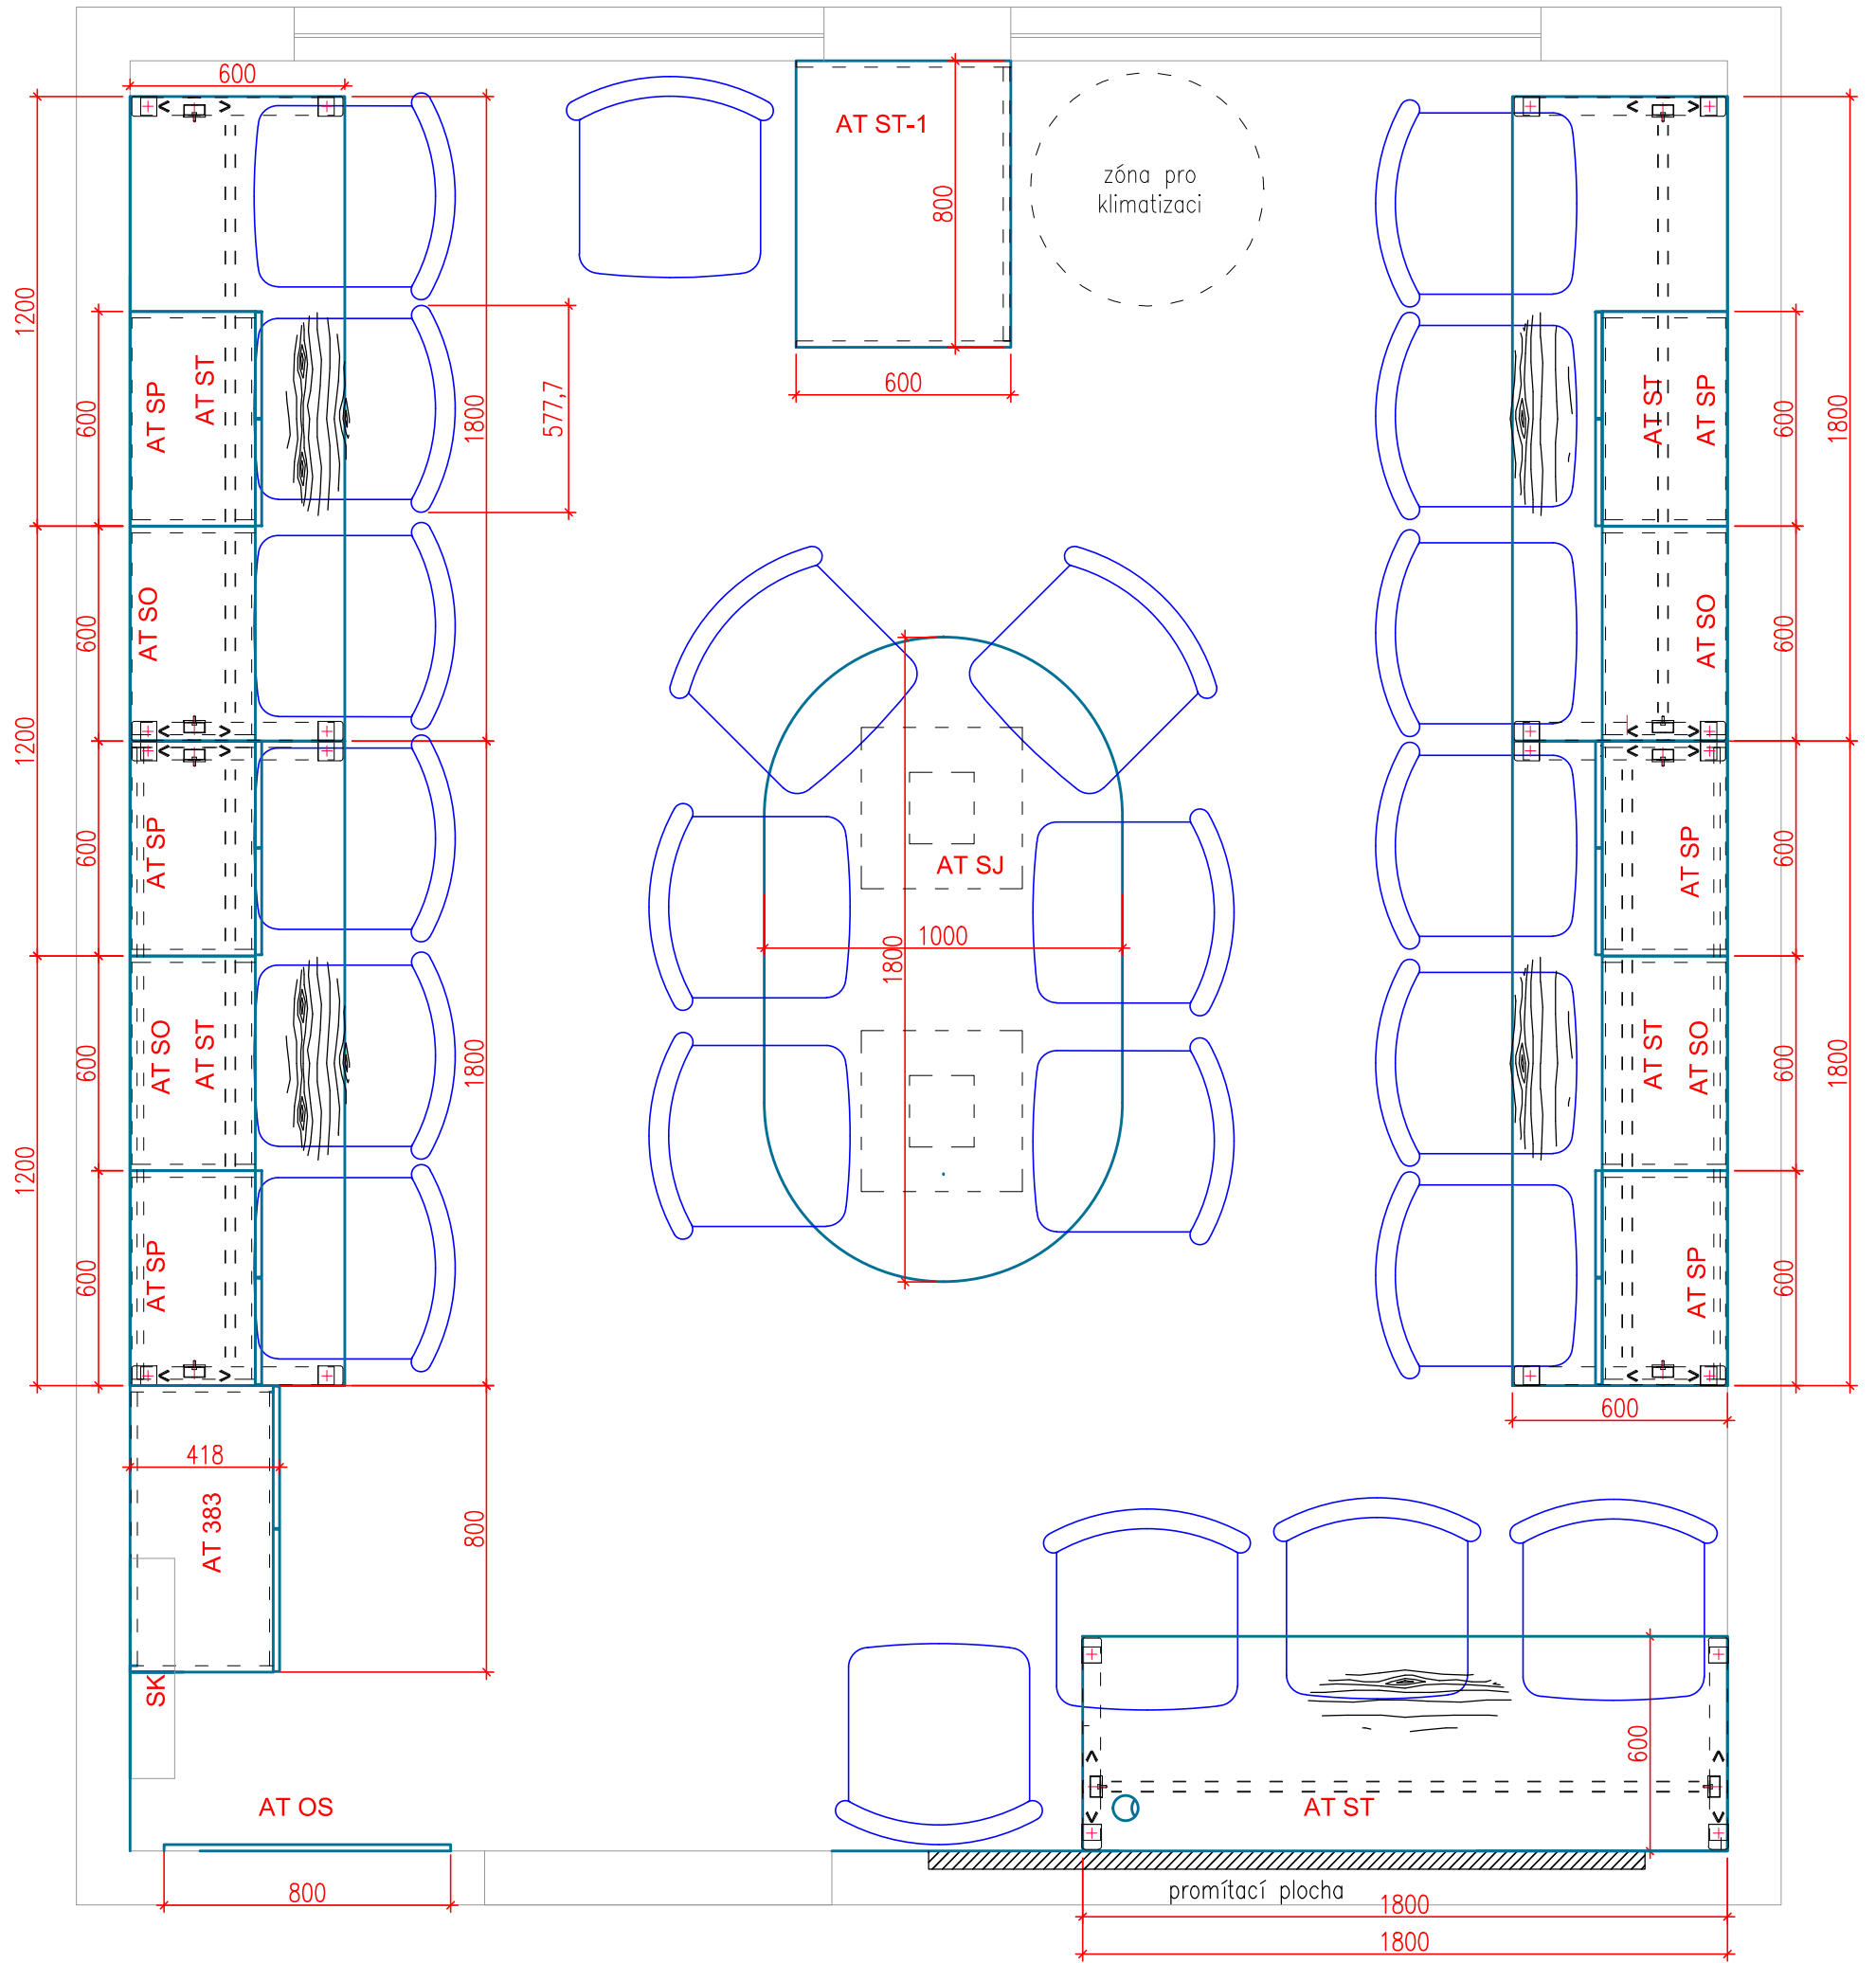 600
AT ST-1
zóna pro
klimatizaci
800
600
1200
600
AT SP
AT ST
1800
577,7
AT ST
AT SP
600
1800
1200
600
AT SO
AT SO
600
600
AT SP
AT SJ
1000
1800
AT SP
600
1200
600
AT SO
AT ST
1800
AT ST
AT SO
600
1800
600
AT SP
AT SP
600
600
418
AT 383
800
SK
AT OS
800
600
AT ST
promítací plocha
1800
1800